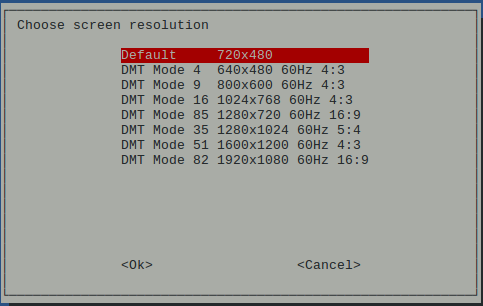 Choose screen resolution
Default 720x480
DMT Mode 4 640x480 60Hz 4:3
DMT Mode 9 800x600 60Hz 4:3
DMT Mode 16 1024x768 60Hz 4:3
DMT Mode 85 1280x720 60Hz 16:9
DMT Mode 35 1280x1024 60Hz 5:4
DMT Mode 51 1600x1200 60Hz 4:3
DMT Mode 82 1920x1080 60Hz 16:9
<Ok> <Cancel>